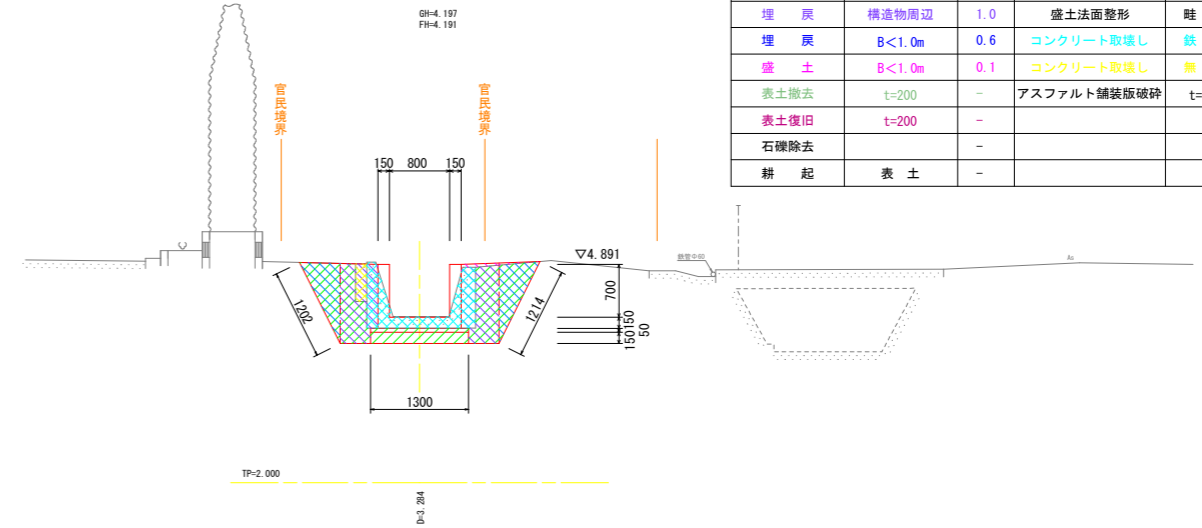 GH=4.197
FH=4.191
埋 戻 構造物周辺 1.0 盛土法面整形 畦
埋 戻 B<1.0m 0.6 コンクリート取壊し 鉄
盛 土 B<1.0m 0.1 コンクリート取壊し 無
表土撤去 t=200 - アスファルト舗装版破砕 t=
表土復旧 t=200 -
石礫除去 -
耕 起 表 土 -
官民境界
官民境界
150 800 150
▽4.891
1202
1214
700
150
50
150
1300
As
TP=2.000
D=3.284